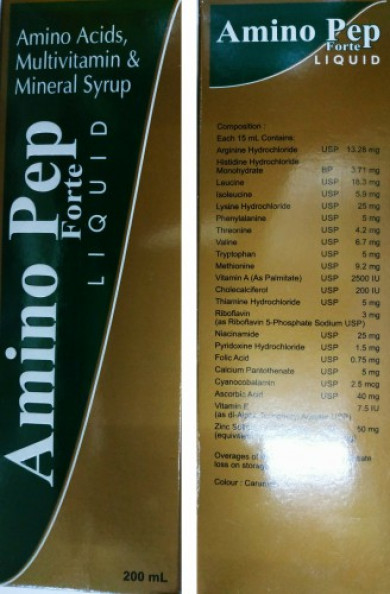 Amino Acids,
Multivitamin &
Mineral Syrup
Amino Pep
Forte
LIQUID
200 mL
Amino Pep
Forte
LIQUID
Composition :
Each 15 mL Contains:
Arginine Hydrochloride USP 13.28 mg
Histidine Hydrochloride
Monohydrate BP 3.71 mg
Leucine USP 18.3 mg
Isoleucine USP 5.9 mg
Lysine Hydrochloride USP 25 mg
Phenylalanine USP 5 mg
Threonine USP 4.2 mg
Valine USP 6.7 mg
Tryptophan USP 5 mg
Methionine USP 9.2 mg
Vitamin A (As Palmitate) USP 2500 IU
Cholecalciferol USP 200 IU
Thiamine Hydrochloride USP 5 mg
Riboflavin 3 mg
(as Riboflavin 5-Phosphate Sodium USP)
Niacinamide USP 25 mg
Pyridoxine Hydrochloride USP 1.5 mg
Folic Acid USP 0.75 mg
Calcium Pantothenate USP 5 mg
Cyanocobalamin USP 2.5 mcg
Ascorbic Acid USP 40 mg
Vitamin E 7.5 IU
(as dl-Alpha
Zinc 50 mg
Overages of
loss on storage
Colour :